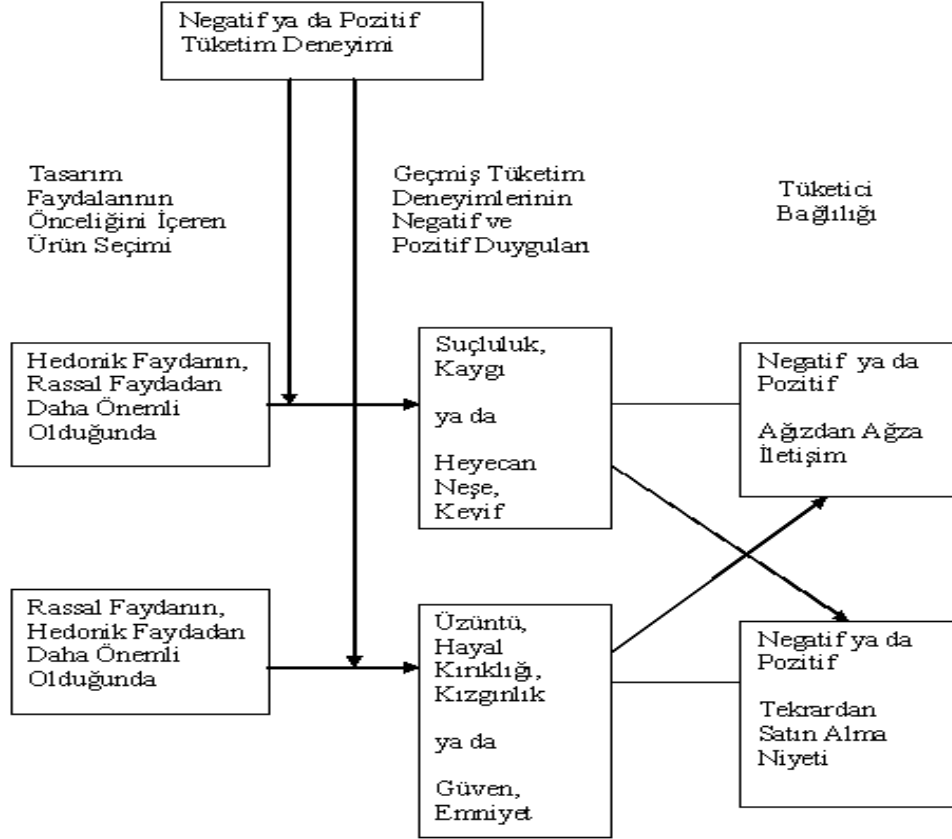 Negatif ya da Pozitif
Tüketim Deneyimi
Tasarım
Faydalarının
Önceliğini İçeren
Ürün Seçimi
Geçmiş Tüketim
Deneyimlerinin
Negatif ve
Pozitif Duyguları
Tüketici
Bağlılığı
Hedonik Faydanın,
Rassal Faydadan
Daha Önemli
Olduğunda
Suçluluk,
Kaygı
ya da
Heyecan
Neşe,
Keyif
Negatif ya da
Pozitif
Ağızdan Ağza
İletişim
Rassal Faydanın,
Hedonik Faydadan
Daha Önemli
Olduğunda
Üzüntü,
Hayal
Kırıklığı,
Kızgınlık
ya da
Güven,
Emniyet
Negatif ya da
Pozitif
Tekrardan
Satın Alma
Niyeti